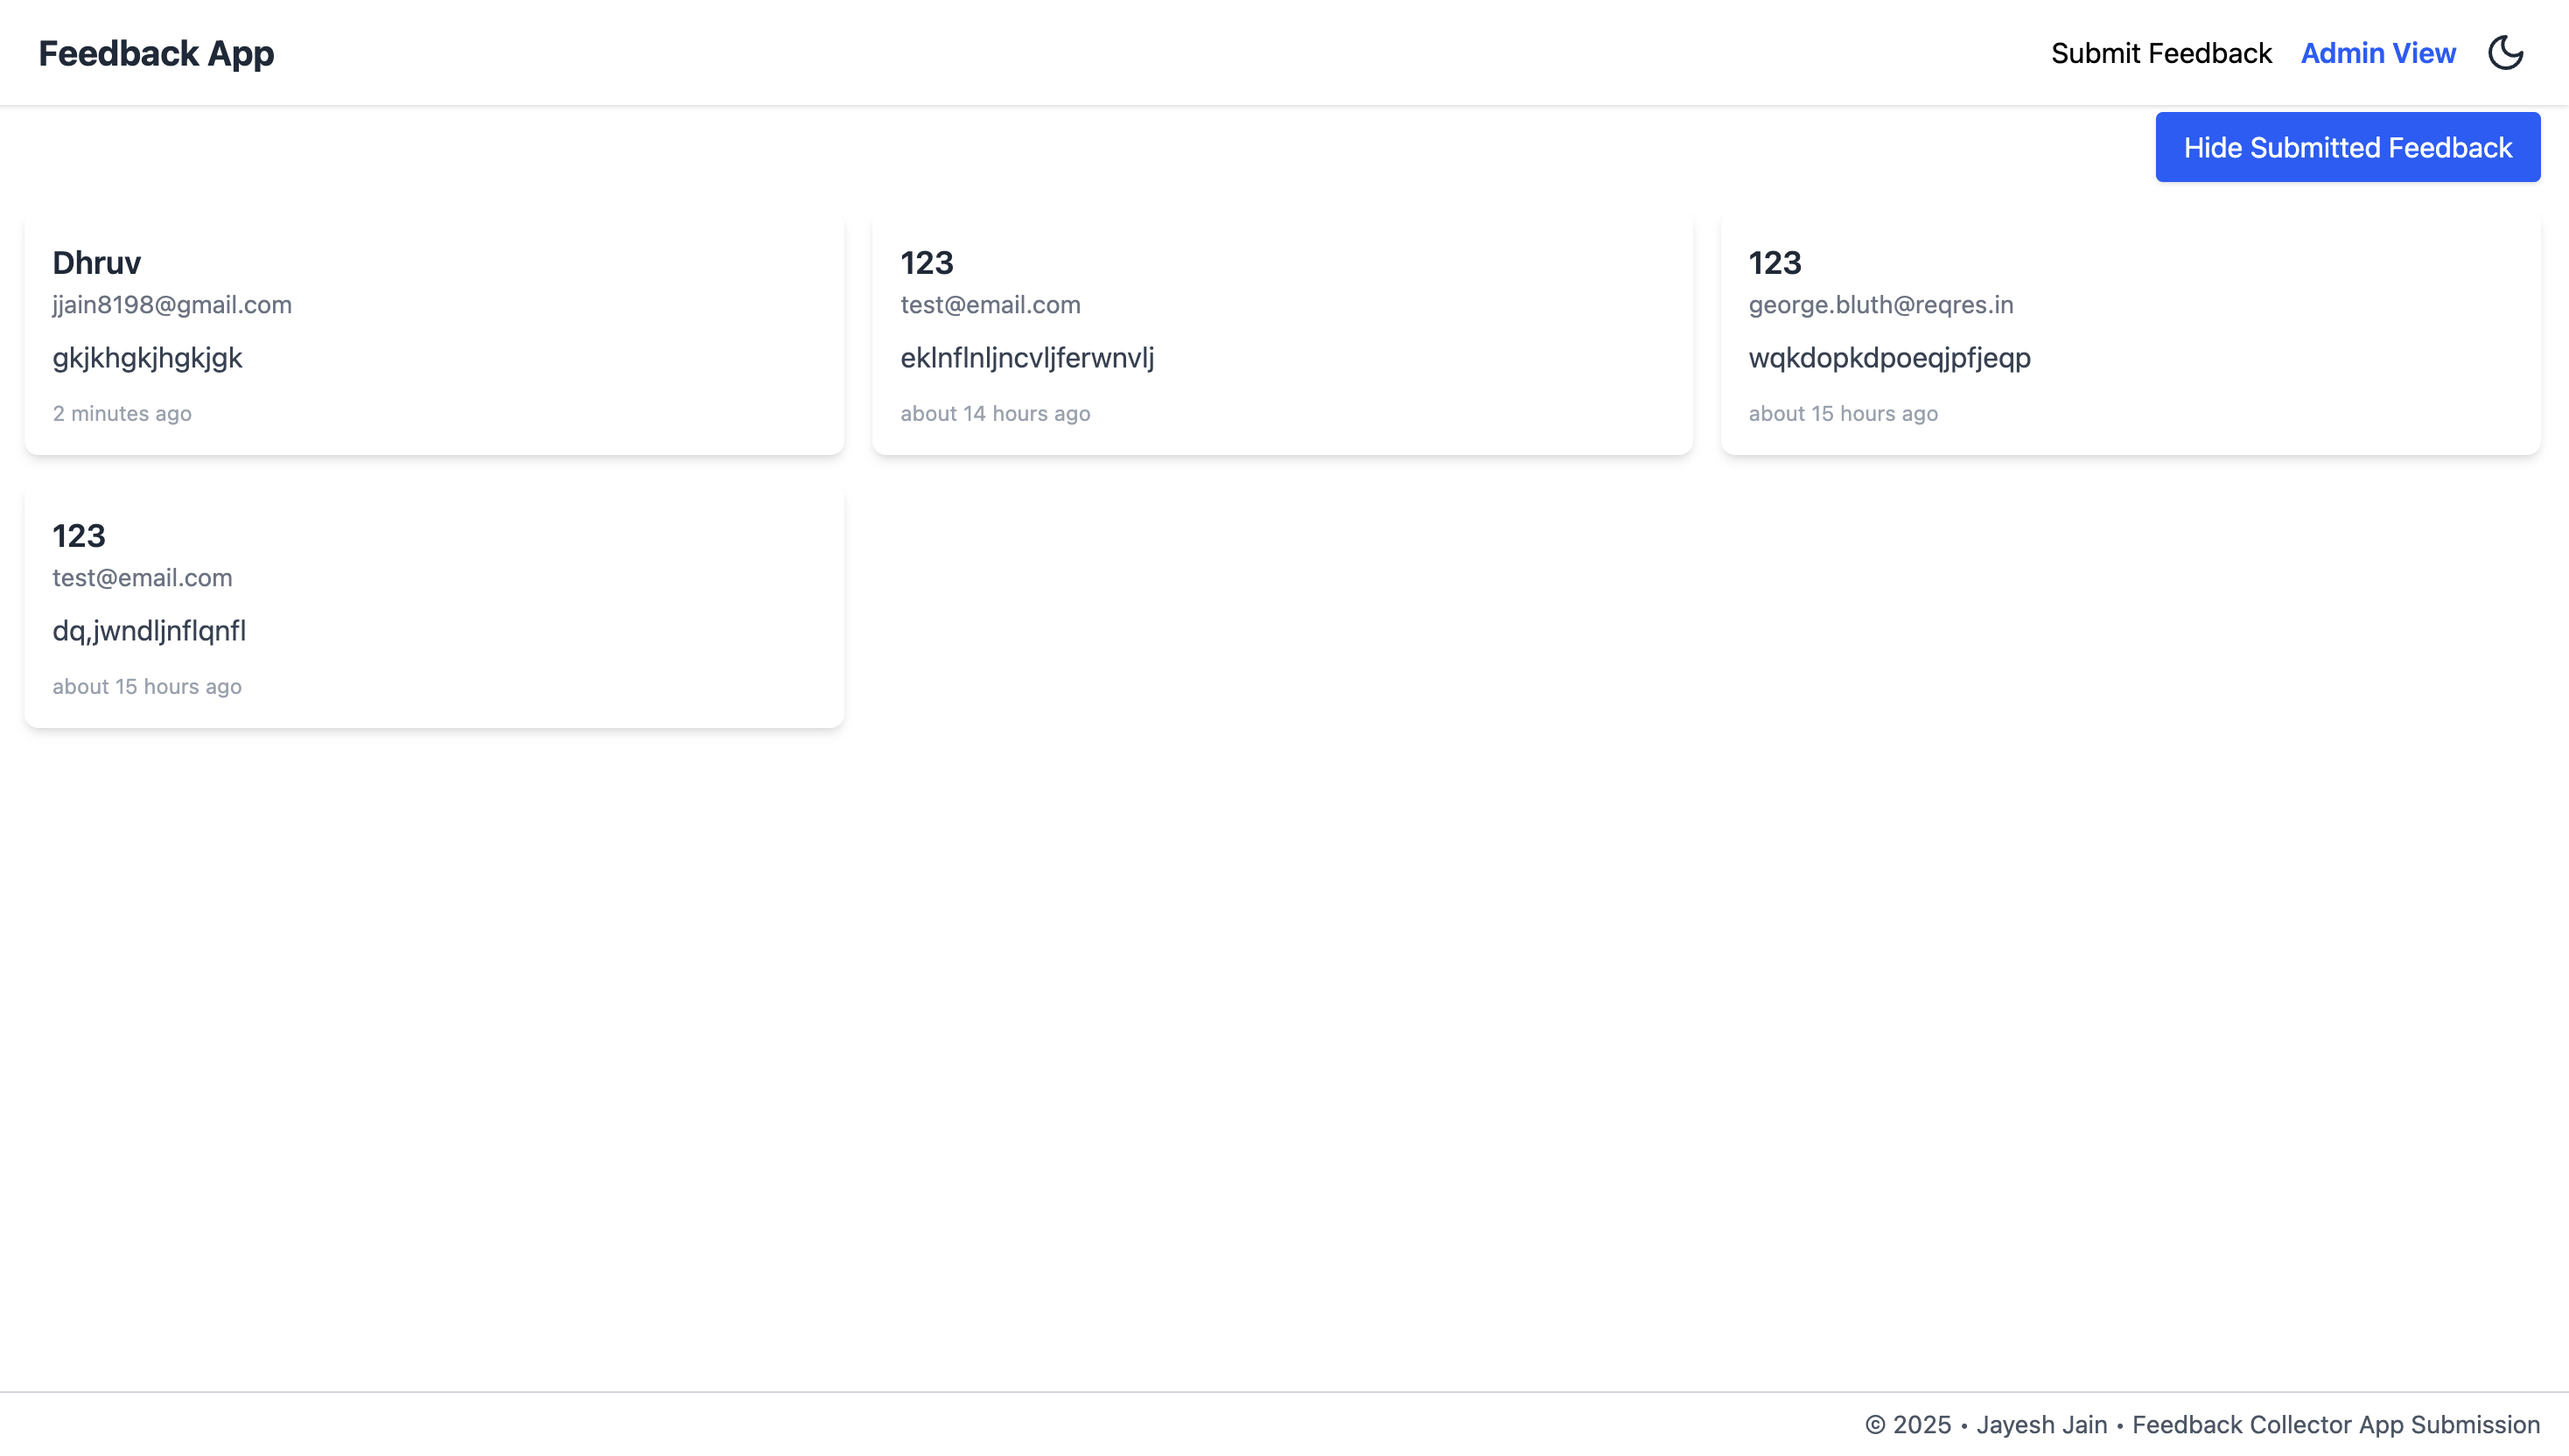 Feedback App
Submit Feedback Admin View
Hide Submitted Feedback
Dhruv
jjain8198@gmail.com
gkjkhgkjhgkjgk
2 minutes ago
123
test@email.com
eklnflnljncvljferwnvlj
about 14 hours ago
123
george.bluth@reqres.in
wqkdopkdpoeqjpfjeqp
about 15 hours ago
123
test@email.com
dq,jwndljnflqnfl
about 15 hours ago
© 2025 • Jayesh Jain • Feedback Collector App Submission